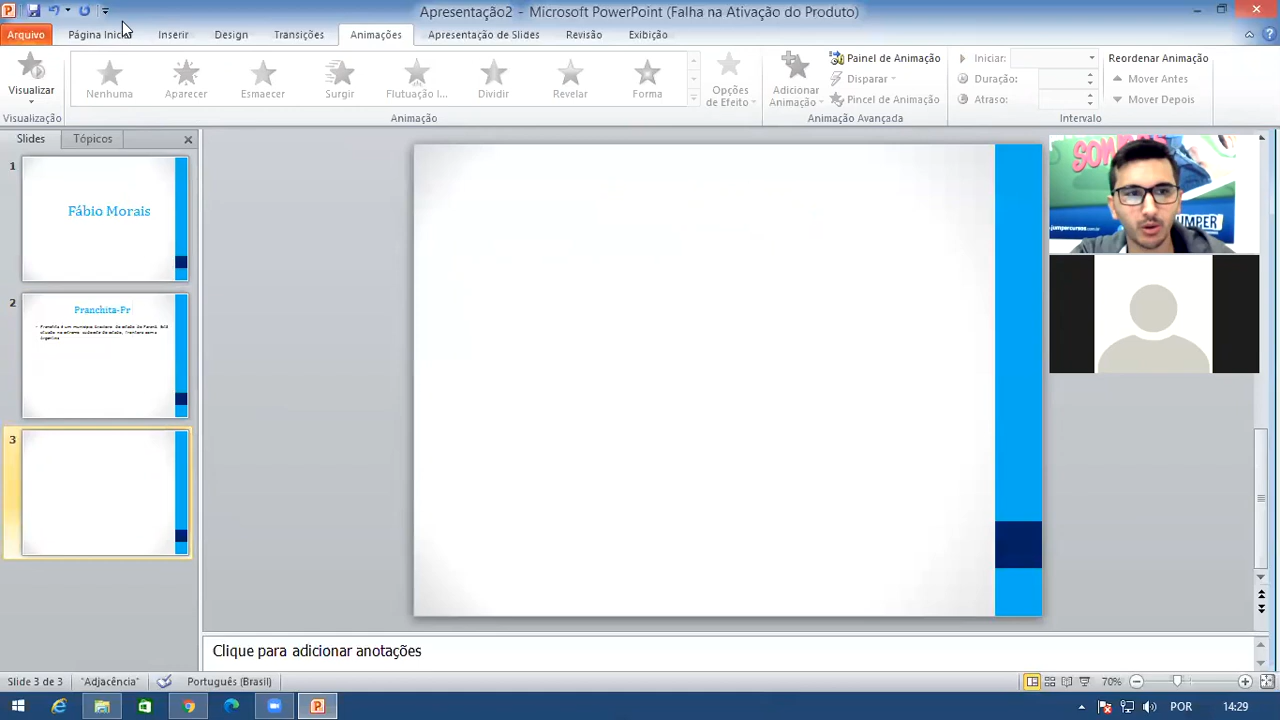 Apresentação2 - Microsoft PowerPoint (Falha na Ativação do Produto)
Arquivo
Página Inicial
Inserir
Design
Transições
Animações
Apresentação de Slides
Revisão
Exibição
Visualizar
Nenhuma
Aparecer
Esmaecer
Surgir
Flutuação I...
Dividir
Revelar
Forma
Opções
de Efeito
Adicionar
Animação
Painel de Animação
Disparar
Pincel de Animação
Iniciar:
Duração:
Atraso:
Reordenar Animação
Mover Antes
Mover Depois
Visualização
Animação
Animação Avançada
Intervalo
Slides
Tópicos
1
Fábio Morais
2
Pranchita-Pr
3
JUMPER
Clique para adicionar anotações
Slide 3 de 3
"Adjacência"
Português (Brasil)
70%
POR
14:29